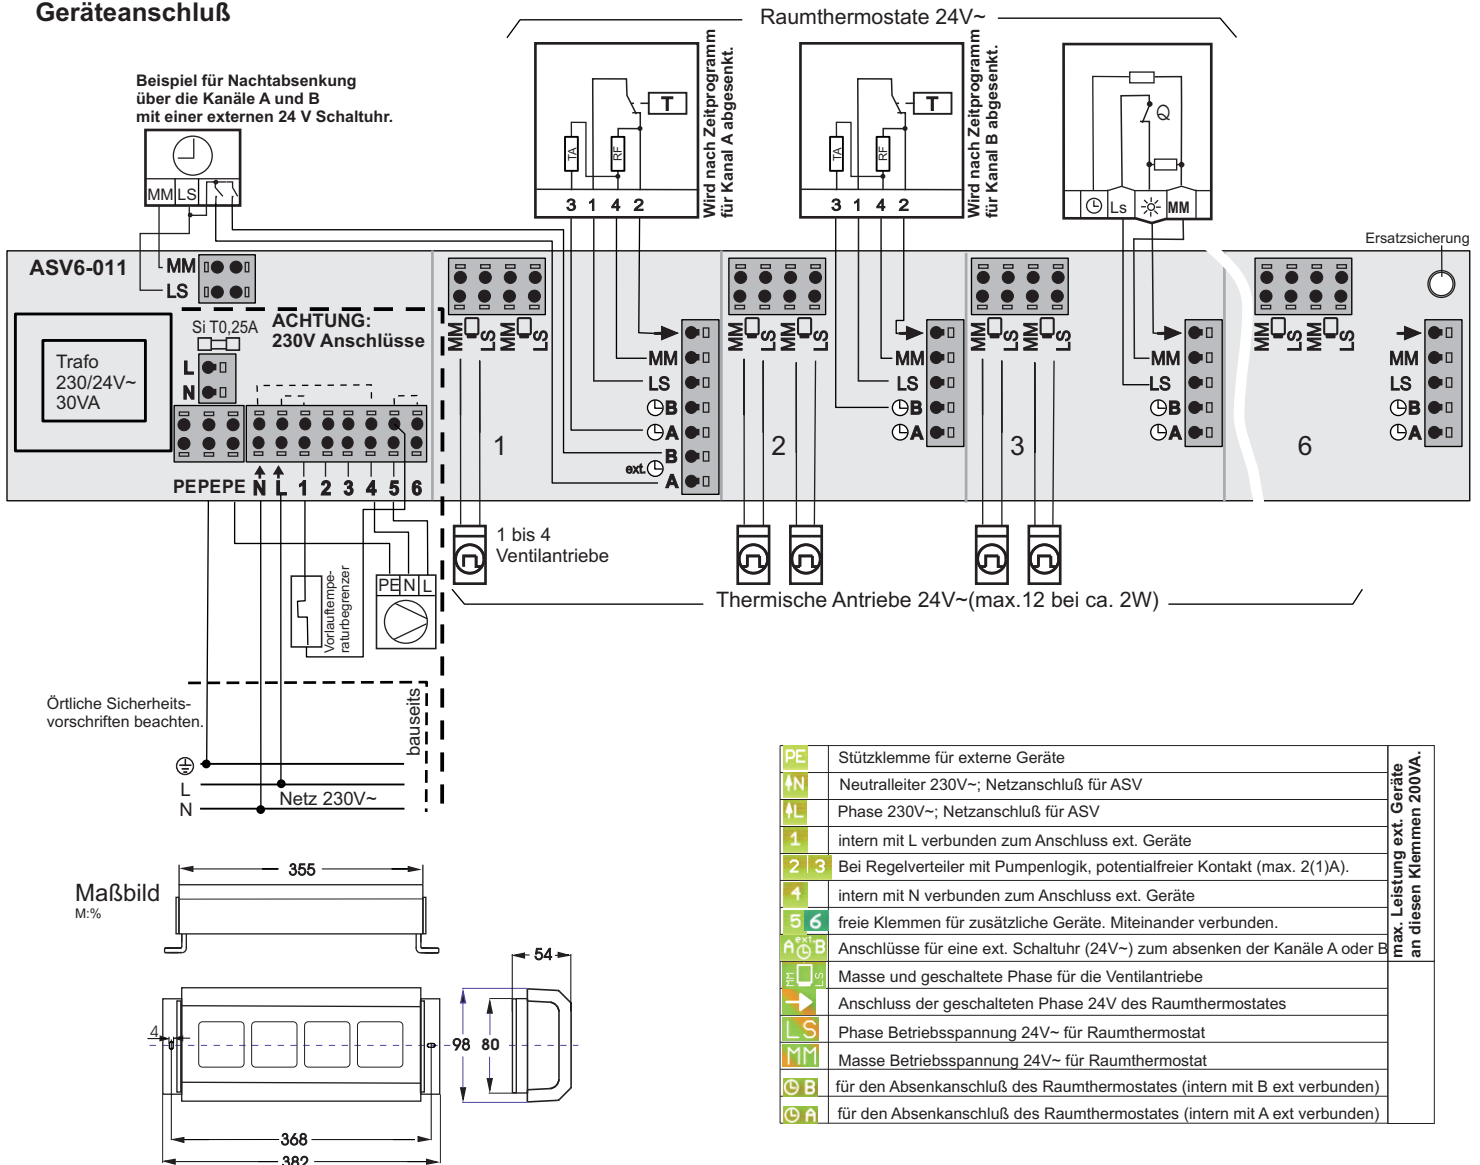 Geräteanschluß
Raumthermostate 24V~
Beispiel für Nachtabsenkung
über die Kanäle A und B
mit einer externen 24 V Schaltuhr.
MM LS
T
TA
RF
3 1 4 2
Wird nach Zeitprogramm
für Kanal A abgesenkt.
T
TA
RF
3 1 4 2
Wird nach Zeitprogramm
für Kanal B abgesenkt.
Q
Ls MM
Ersatzsicherung
ASV6-011
MM
LS
Si T0,25A
ACHTUNG:
230V Anschlüsse
L
N
Trafo
230/24V~
30VA
PE PE PE N L 1 2 3 4 5 6
MM LS MM LS
1
MM
LS
B
A
B
ext.
A
MM LS MM LS
2
MM
LS
B
A
MM LS MM LS
3
MM
LS
B
A
MM LS MM LS
6
MM
LS
B
A
1 bis 4
Ventilantriebe
Thermische Antriebe 24V~(max.12 bei ca. 2W)
Vorlauftempe-
raturbegrenzer
PE N L
Örtliche Sicherheits-
vorschriften beachten.
bauseits
L
N
Netz 230V~
Maßbild
M:%
355
54
4
98
80
368
382
PE Stützklemme für externe Geräte
N Neutralleiter 230V~; Netzanschluß für ASV
L Phase 230V~; Netzanschluß für ASV
1 intern mit L verbunden zum Anschluss ext. Geräte
2 3 Bei Regelverteiler mit Pumpenlogik, potentialfreier Kontakt (max. 2(1)A).
4 intern mit N verbunden zum Anschluss ext. Geräte
5 6 freie Klemmen für zusätzliche Geräte. Miteinander verbunden.
A ext. B Anschlüsse für eine ext. Schaltuhr (24V~) zum absenken der Kanäle A oder B
MM LS Masse und geschaltete Phase für die Ventilantriebe
Anschluss der geschalteten Phase 24V des Raumthermostates
LS Phase Betriebsspannung 24V~ für Raumthermostat
MM Masse Betriebsspannung 24V~ für Raumthermostat
B für den Absenkanschluß des Raumthermostates (intern mit B ext verbunden)
A für den Absenkanschluß des Raumthermostates (intern mit A ext verbunden)
max. Leistung ext. Geräte
an diesen Klemmen 200VA.